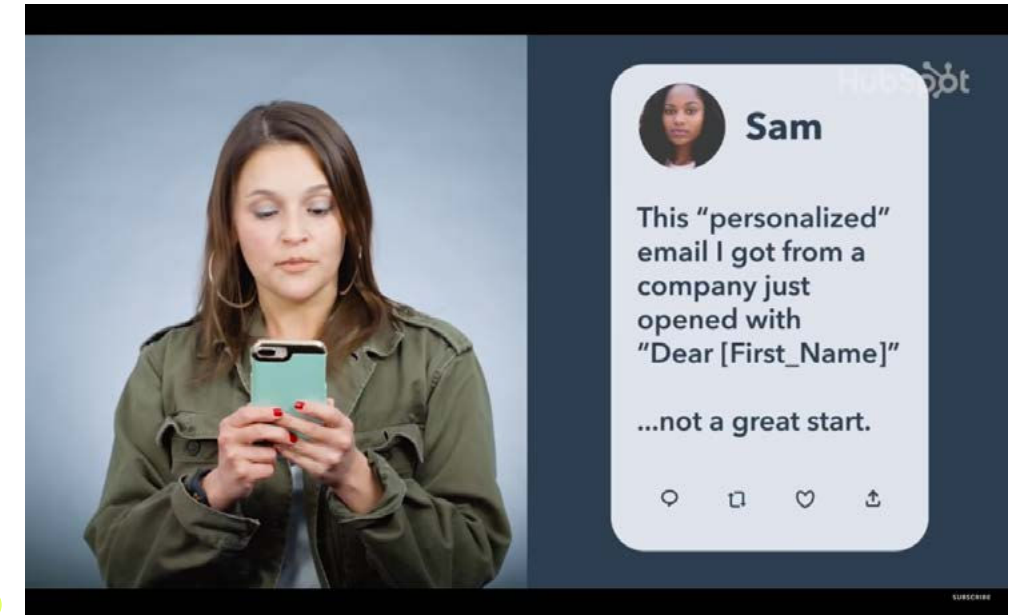 HubSpot
Sam
This “personalized”
email I got from a
company just
opened with
“Dear [First_Name]”
...not a great start.
SUBSCRIBE